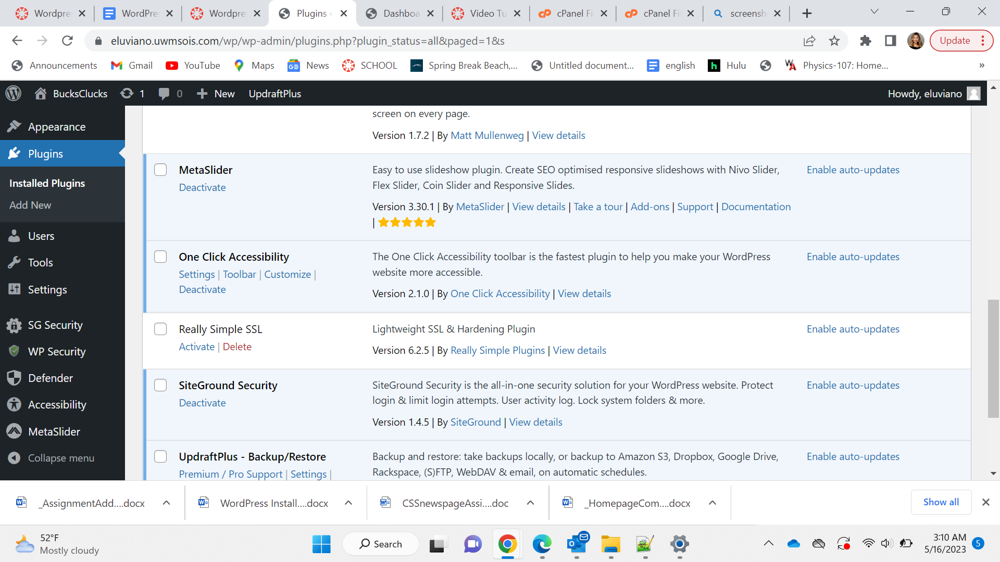 Wordpre
WordPre
Wordpre
Plugins
Dashboa
Video Tu
cPanel Fi
cPanel Fi
screensh
eluviano.uwmsois.com/wp/wp-admin/plugins.php?plugin_status=all&paged=1&s
Update
Announcements
Gmail
YouTube
Maps
News
SCHOOL
Spring Break Beach,...
Untitled document...
english
Hulu
Physics-107: Home...
»
BucksClucks
1
0
New
UpdraftPlus
Howdy, eluviano
Appearance
Plugins
Installed Plugins
Add New
Users
Tools
Settings
SG Security
WP Security
Defender
Accessibility
MetaSlider
Collapse menu
screen on every page.
Version 1.7.2 | By Matt Mullenweg | View details
MetaSlider
Deactivate
Easy to use slideshow plugin. Create SEO optimised responsive slideshows with Nivo Slider,
Flex Slider, Coin Slider and Responsive Slides.
Version 3.30.1 | By MetaSlider | View details | Take a tour | Add-ons | Support | Documentation
|
Enable auto-updates
One Click Accessibility
Settings | Toolbar | Customize |
Deactivate
The One Click Accessibility toolbar is the fastest plugin to help you make your WordPress
website more accessible.
Version 2.1.0 | By One Click Accessibility | View details
Enable auto-updates
Really Simple SSL
Activate | Delete
Lightweight SSL & Hardening Plugin
Version 6.2.5 | By Really Simple Plugins | View details
Enable auto-updates
SiteGround Security
Deactivate
SiteGround Security is the all-in-one security solution for your WordPress website. Protect
login & limit login attempts. User activity log. Lock system folders & more.
Version 1.4.5 | By SiteGround | View details
Enable auto-updates
UpdraftPlus - Backup/Restore
Premium / Pro Support | Settings |
Backup and restore: take backups locally, or backup to Amazon S3, Dropbox, Google Drive,
Rackspace, (S)FTP, WebDAV & email, on automatic schedules.
Enable auto-updates
_AssignmentAdd....docx
WordPress Install....docx
CSSnewspageAssi....doc
_HomepageCom....docx
Show all
52°F
Mostly cloudy
Search
3:10 AM
5/16/2023
5